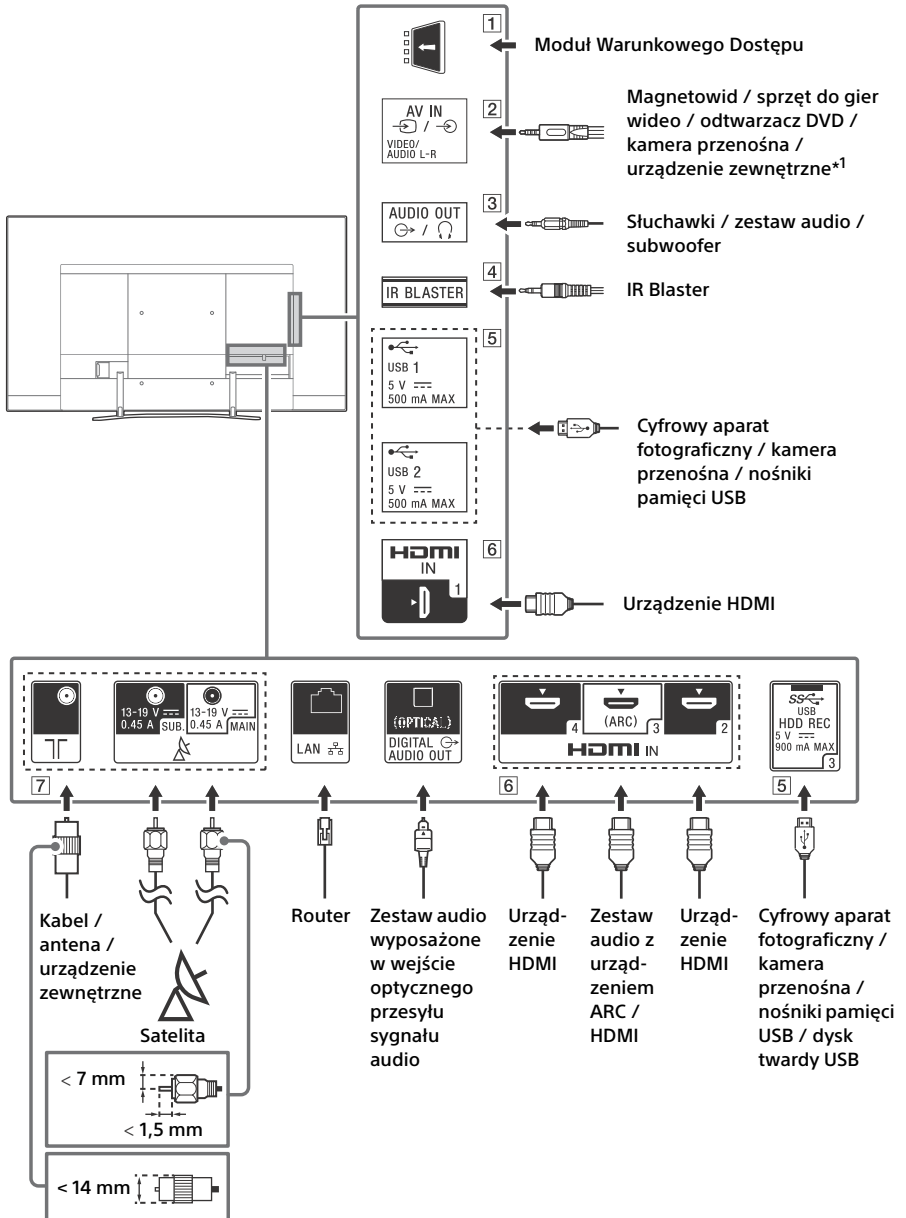 1
Moduł Warunkowego Dostępu
AV IN
/
VIDEO/
AUDIO L-R
2
Magnetowid / sprzęt do gier
wideo / odtwarzacz DVD /
kamera przenośna /
urządzenie zewnętrzne*1
AUDIO OUT
/
3
Słuchawki / zestaw audio /
subwoofer
4
IR BLASTER
IR Blaster
5
USB 1
5 V
500 mA MAX
USB 2
5 V
500 mA MAX
Cyfrowy aparat
fotograficzny / kamera
przenośna / nośniki
pamięci USB
6
HDMI
IN
1
Urządzenie HDMI
7
13-19 V
0.45 A SUB.
13-19 V
0.45 A MAIN
LAN
(OPTICAL)
DIGITAL
AUDIO OUT
6
4
(ARC) 3
2
HDMI IN
5
SS
USB
HDD REC
5 V
900 mA MAX
3
Kabel /
antena /
urządzenie
zewnętrzne
Satelita
Router
Zestaw audio
wyposażone
w wejście
optycznego
przesyłu
sygnału
audio
Urząd-
zenie
HDMI
Zestaw
audio z
urząd-
zeniem
ARC /
HDMI
Urząd-
zenie
HDMI
Cyfrowy aparat
fotograficzny /
kamera
przenośna /
nośniki pamięci
USB / dysk
twardy USB
< 7 mm
< 1,5 mm
< 14 mm